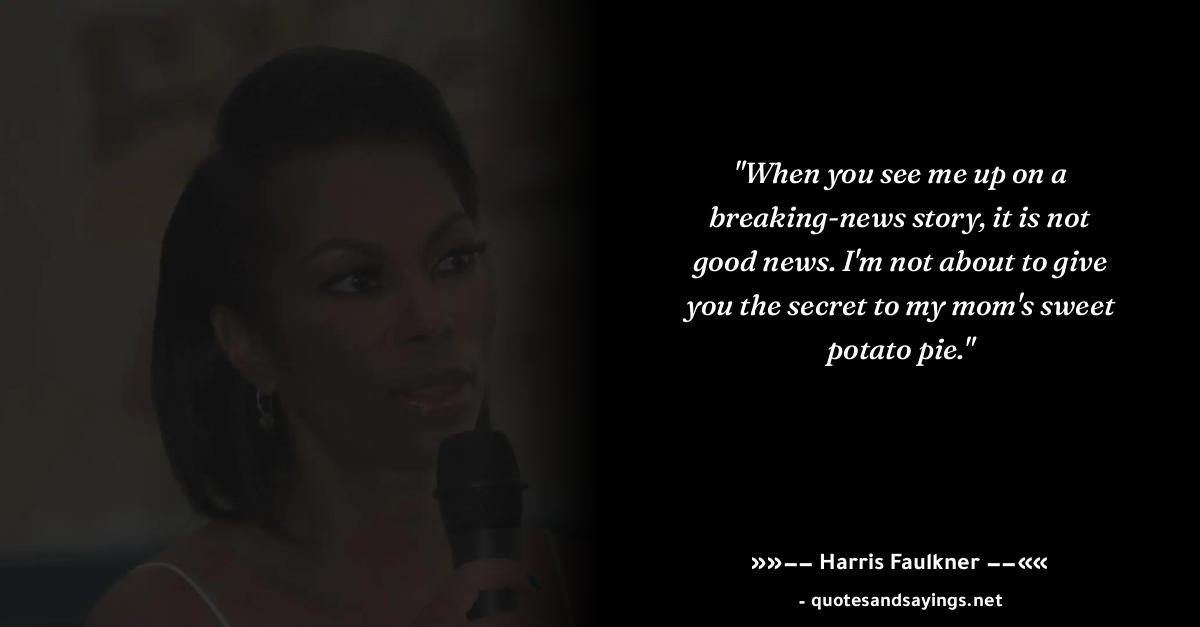 "When you see me up on a
breaking-news story, it is not
good news. I'm not about to give
you the secret to my mom's sweet
potato pie."
»»–– Harris Faulkner ––««
- quotesandsayings.net